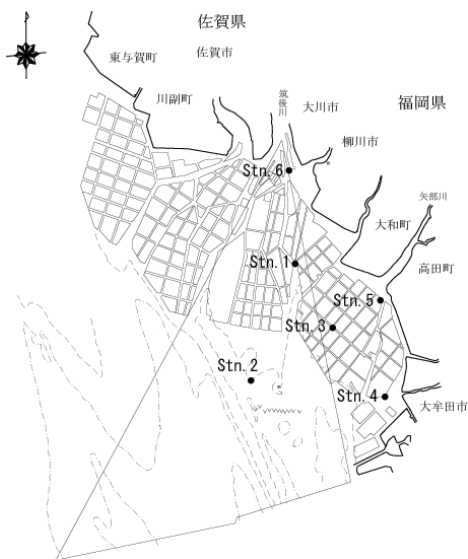 佐賀県
東与賀町
佐賀市
川副町
筑後川
大川市
福岡県
柳川市
Stn. 6
矢部川
大和町
高田町
Stn. 1
Stn. 5
Stn. 3
Stn. 2
Stn. 4
大牟田市